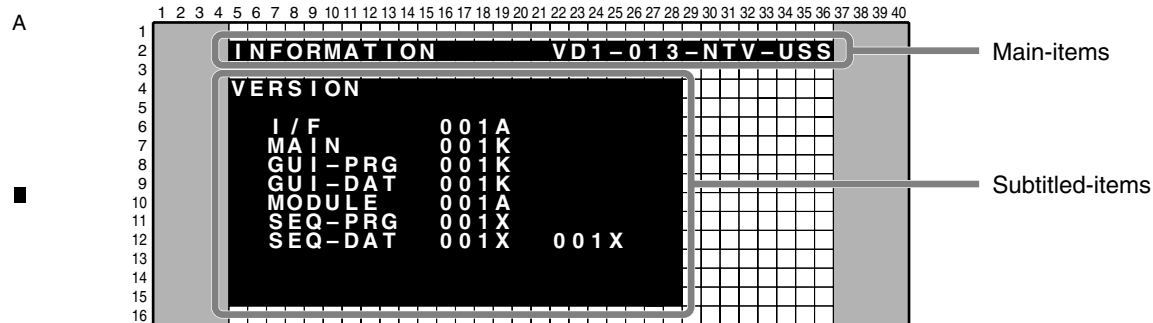 A
1 2 3 4 5 6 7 8 9 10 11 12 13 14 15 16 17 18 19 20 21 22 23 24 25 26 27 28 29 30 31 32 33 34 35 36 37 38 39 40
1
2 INFORMATION VD1-013-NTV-USS Main-items
3
4 VERSION
5
6 I/F 001A
7 MAIN 001K
8 GUI-PRG 001K
9 GUI-DAT 001K Subtitled-items
10 MODULE 001A
11 SEQ-PRG 001X
12 SEQ-DAT 001X 001X
13
14
15
16